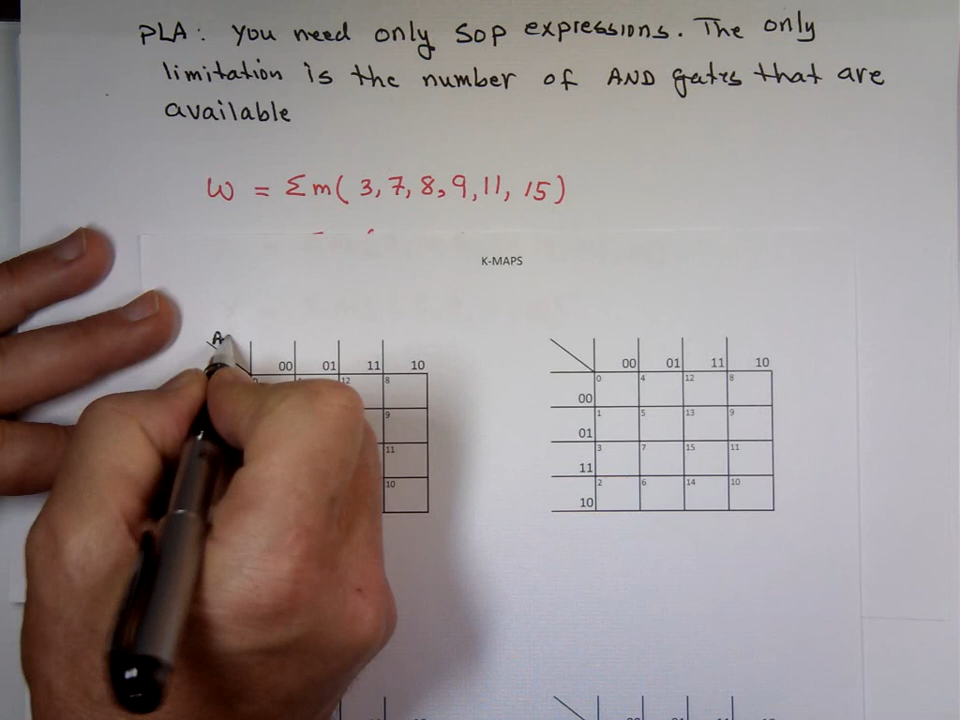 PLA: You need only SOP expressions. The only
limitation is the number of AND gates that are
available
W = Σm( 3, 7, 8, 9, 11, 15)
K-MAPS
A
00 01 11 10
12 8
9
11
10
00 01 11 10
0 4 12 8
00
1 5 13 9
01
3 7 15 11
11
2 6 14 10
10